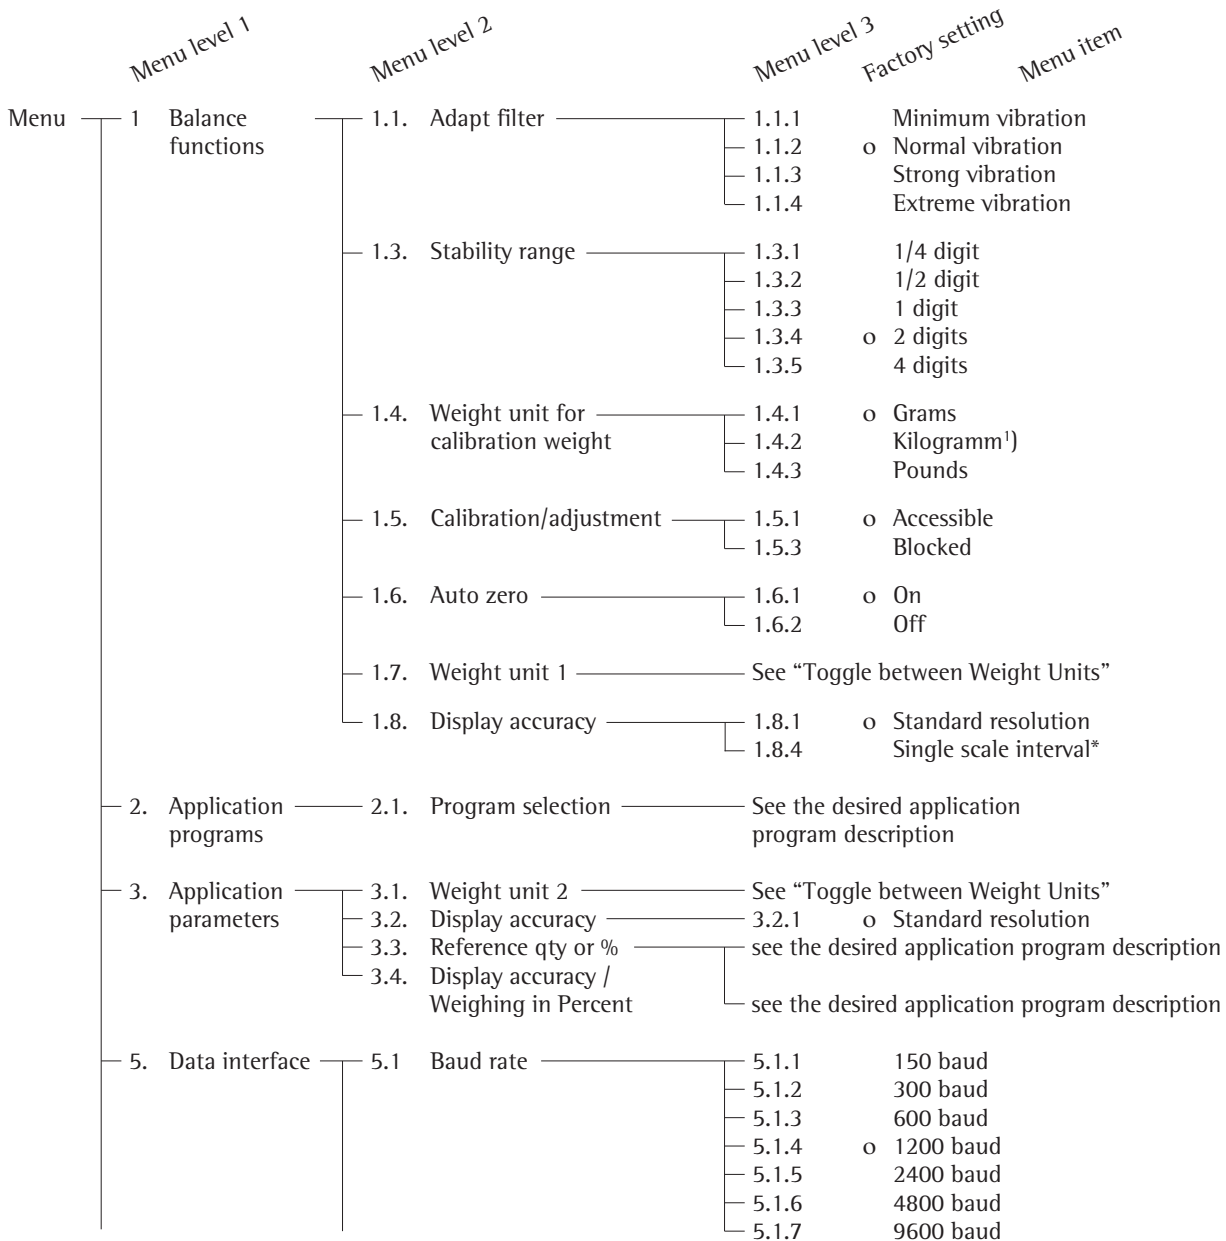 Menu level 1 Menu level 2 Menu level 3 Factory setting Menu item
Menu 1 Balance 1.1. Adapt filter 1.1.1 Minimum vibration
functions 1.1.2 o Normal vibration
1.1.3 Strong vibration
1.1.4 Extreme vibration
1.3. Stability range 1.3.1 1/4 digit
1.3.2 1/2 digit
1.3.3 1 digit
1.3.4 o 2 digits
1.3.5 4 digits
1.4. Weight unit for 1.4.1 o Grams
calibration weight 1.4.2 Kilogramm¹)
1.4.3 Pounds
1.5. Calibration/adjustment 1.5.1 o Accessible
1.5.3 Blocked
1.6. Auto zero 1.6.1 o On
1.6.2 Off
1.7. Weight unit 1 See “Toggle between Weight Units”
1.8. Display accuracy 1.8.1 o Standard resolution
1.8.4 Single scale interval*
2. Application 2.1. Program selection See the desired application
programs program description
3. Application 3.1. Weight unit 2 See “Toggle between Weight Units”
parameters 3.2. Display accuracy 3.2.1 o Standard resolution
3.3. Reference qty or % see the desired application program description
3.4. Display accuracy /
Weighing in Percent see the desired application program description
5. Data interface 5.1 Baud rate 5.1.1 150 baud
5.1.2 300 baud
5.1.3 600 baud
5.1.4 o 1200 baud
5.1.5 2400 baud
5.1.6 4800 baud
5.1.7 9600 baud